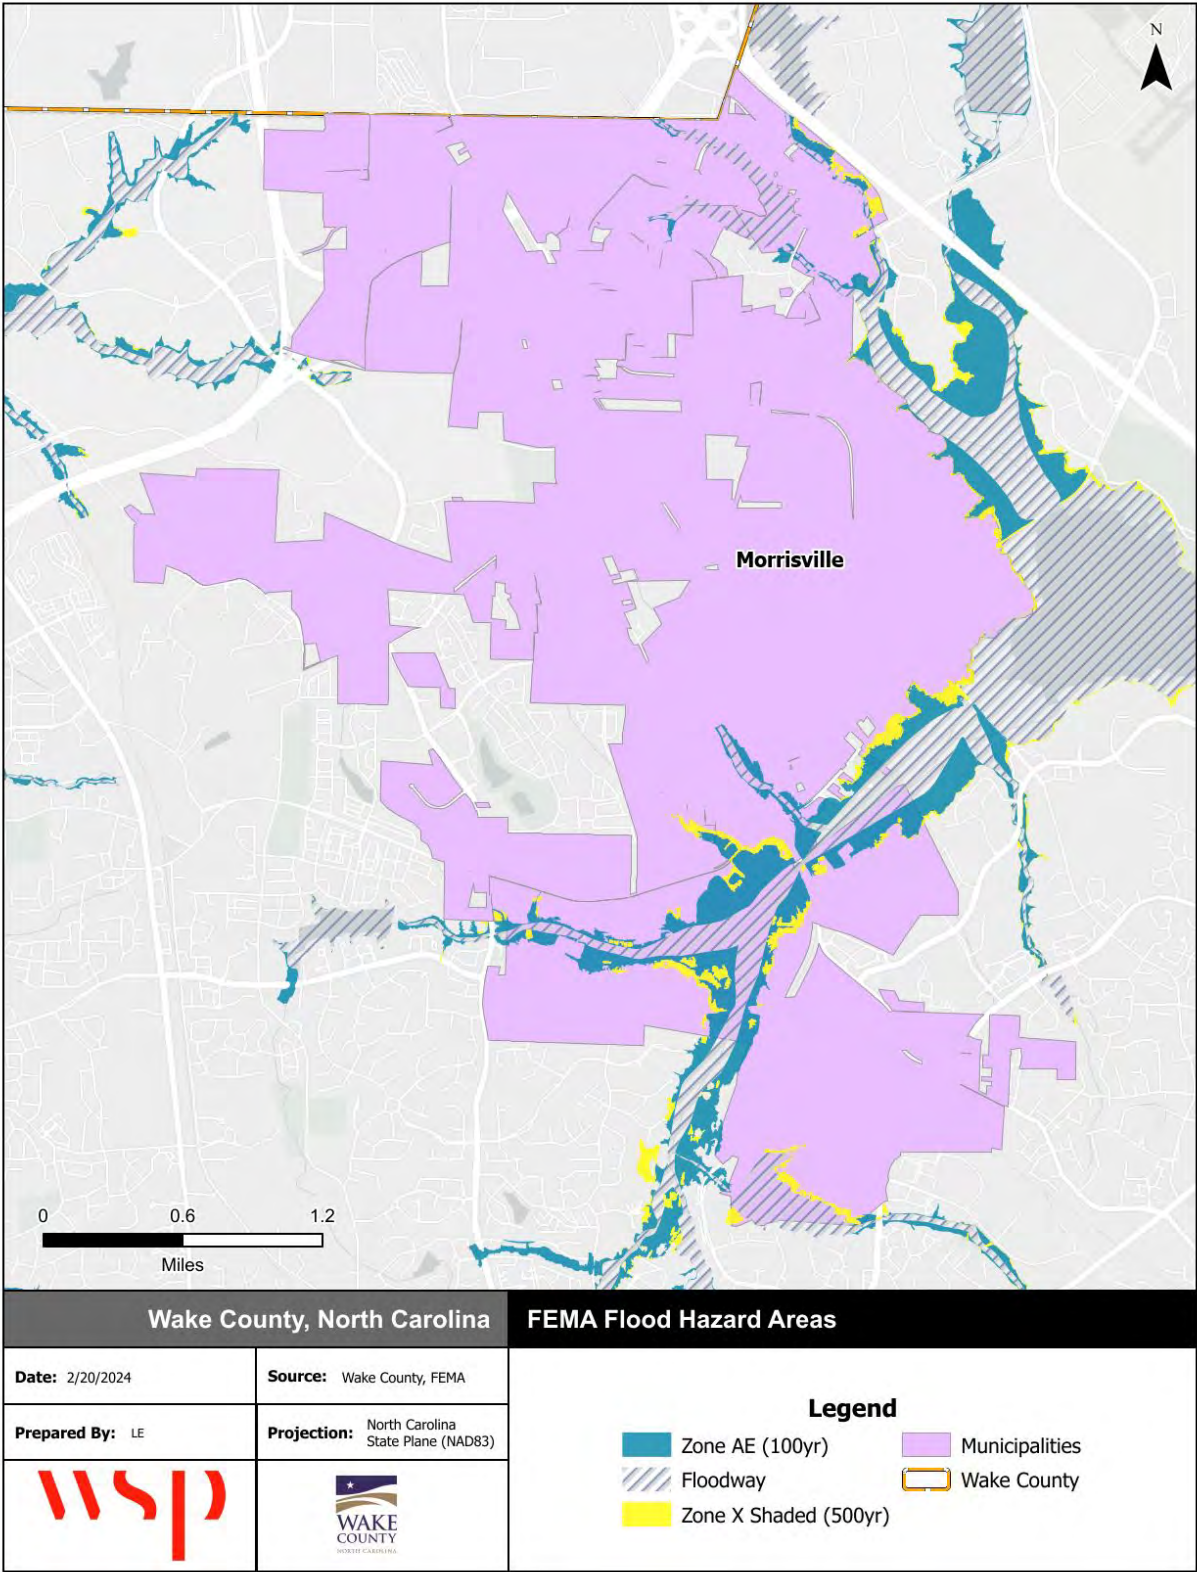 N
Morrisville
0 0.6 1.2
Miles
Wake County, North Carolina
FEMA Flood Hazard Areas
Date: 2/20/2024
Source: Wake County, FEMA
Prepared By: LE
Projection: North Carolina
State Plane (NAD83)
wsp
WAKE
COUNTY
NORTH CAROLINA
Legend
Zone AE (100yr)
Floodway
Zone X Shaded (500yr)
Municipalities
Wake County